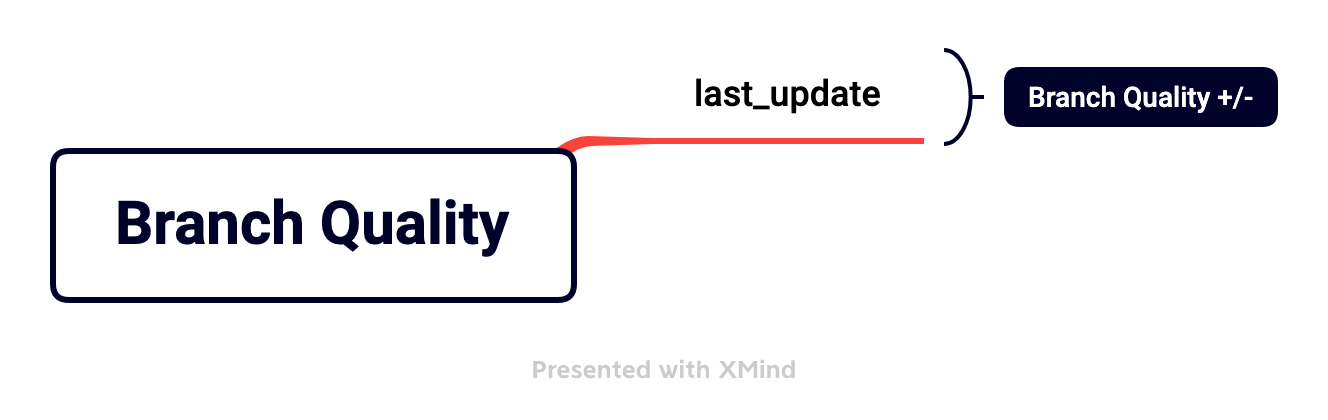 last_update
Branch Quality +/-
Branch Quality
Presented with XMind